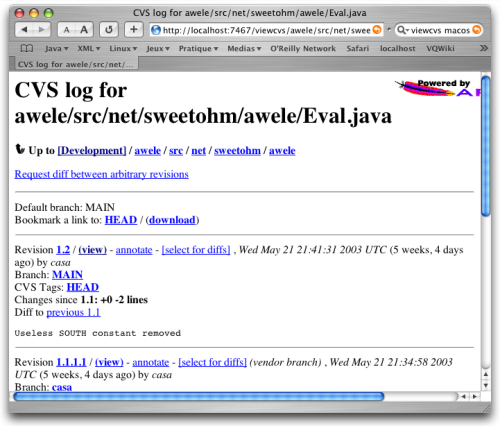 CVS log for awele/src/net/sweetohm/awele/Eval.java
A A http://localhost:7467/viewcvs/awele/src/net/swee viewcvs macos
Java XML Linux Jeux Pratique Medias O'Reilly Network Safari localhost VQWiki »
CVS log for awele/src/net/...
CVS log for
Powered by
awele/src/net/sweetohm/awele/Eval.java
Up to [Development] / awele / src / net / sweetohm / awele
Request diff between arbitrary revisions
Default branch: MAIN
Bookmark a link to: HEAD / (download)
Revision 1.2 / (view) - annotate - [select for diffs] , Wed May 21 21:41:31 2003 UTC (5 weeks, 4 days
ago) by casa
Branch: MAIN
CVS Tags: HEAD
Changes since 1.1: +0 -2 lines
Diff to previous 1.1
Useless SOUTH constant removed
Revision 1.1.1.1 / (view) - annotate - [select for diffs] (vendor branch) , Wed May 21 21:34:58 2003
UTC (5 weeks, 4 days ago) by casa
Branch: casa